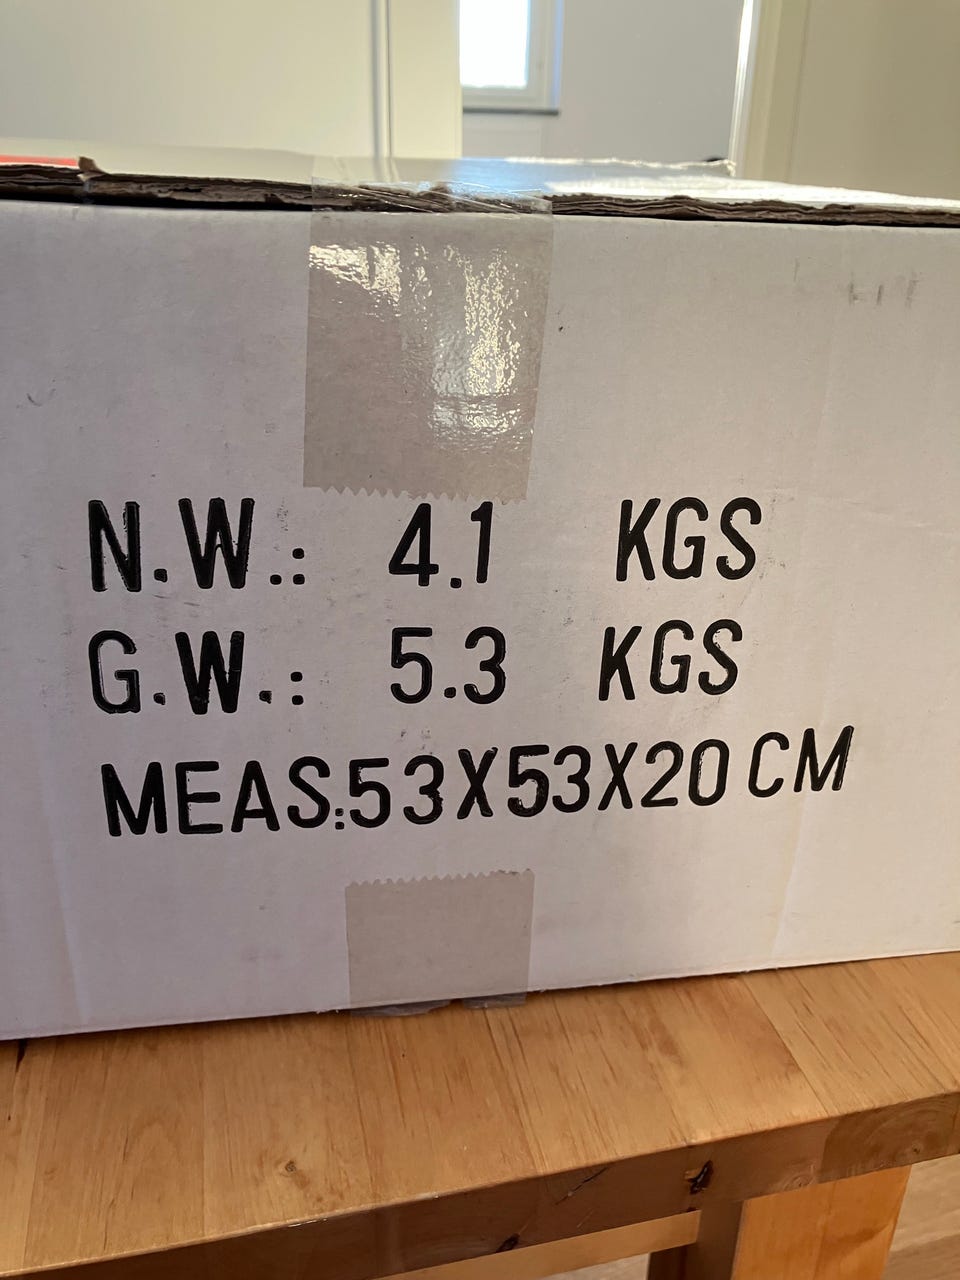 N.W.: 4.1 KGS
G.W.: 5.3 KGS
MEAS:53X53X20 CM